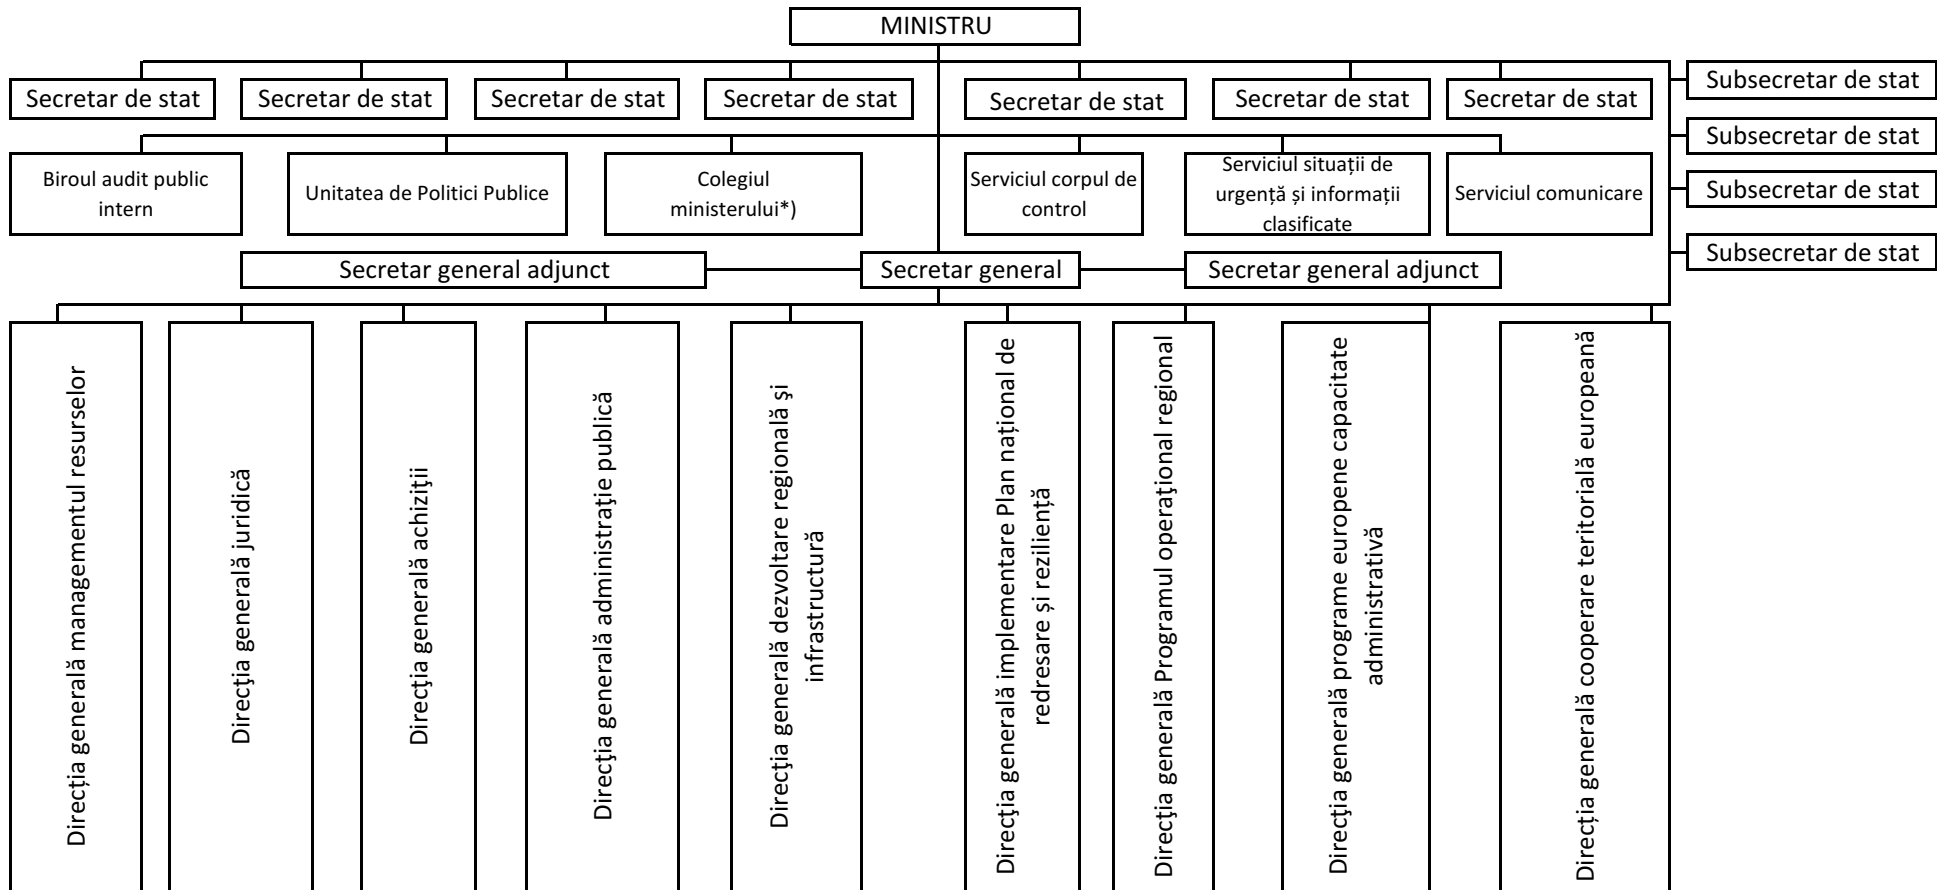 MINISTRU
Secretar de stat
Secretar de stat
Secretar de stat
Secretar de stat
Secretar de stat
Secretar de stat
Secretar de stat
Subsecretar de stat
Subsecretar de stat
Subsecretar de stat
Subsecretar de stat
Biroul audit public
intern
Unitatea de Politici Publice
Colegiul
ministerului*)
Serviciul corpul de
control
Serviciul situații de
urgență și informații
clasificate
Serviciul comunicare
Secretar general adjunct
Secretar general
Secretar general adjunct
Direcția generală managementul resurselor
Direcţia generală juridică
Direcţia generală achiziţii
Direcţia generală administraţie publică
Direcţia generală dezvoltare regională şi
infrastructură
Direcţia generală implementare Plan național de
redresare și reziliență
Direcţia generală Programul operaţional regional
Direcţia generală programe europene capacitate
administrativă
Direcția generală cooperare teritorială europeană